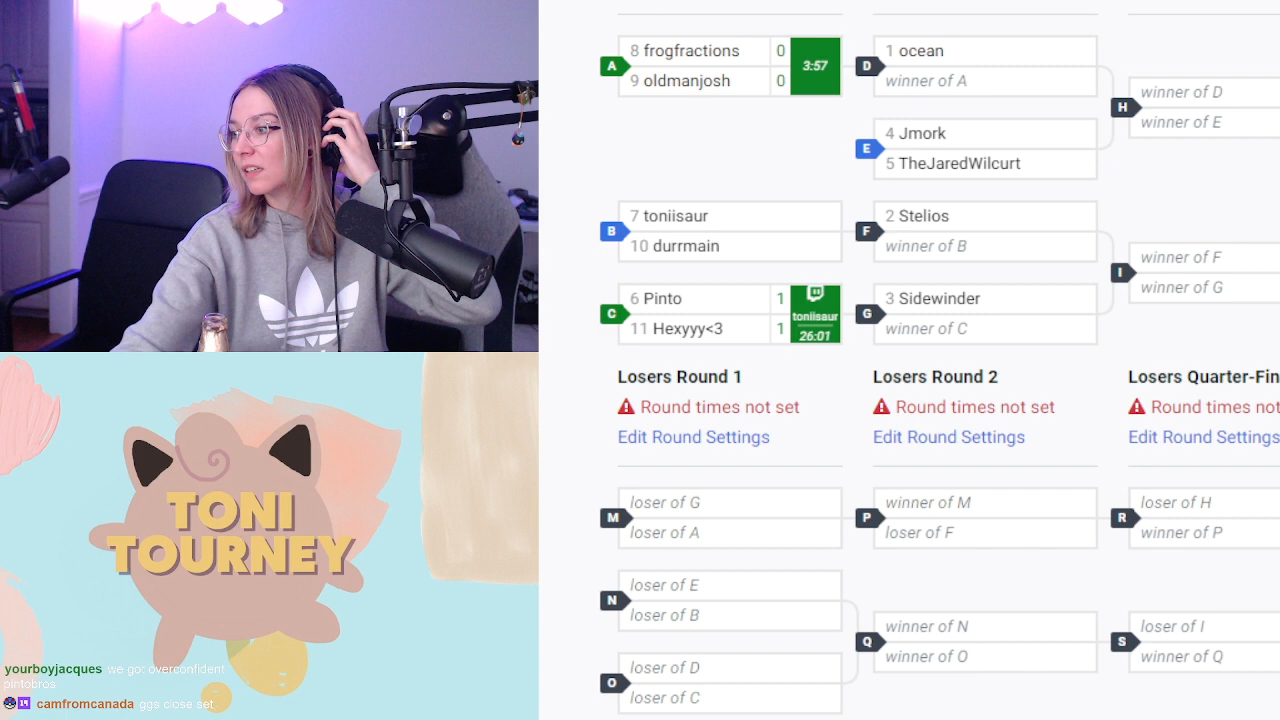 A
8 frogfractions 0
9 oldmanjosh 0
3:57
D
1 ocean
winner of A
H
winner of D
winner of E
E
4 Jmork
5 TheJaredWilcurt
B
7 toniisaur
10 durrmain
F
2 Stelios
winner of B
I
winner of F
winner of G
C
6 Pinto 1
11 Hexyyy<3 1
toniisaur
26:01
G
3 Sidewinder
winner of C
Losers Round 1
Round times not set
Edit Round Settings
Losers Round 2
Round times not set
Edit Round Settings
Losers Quarter-Fin
Round times not
Edit Round Settings
M
loser of G
loser of A
P
winner of M
loser of F
R
loser of H
winner of P
N
loser of E
loser of B
Q
winner of N
winner of O
S
loser of I
winner of Q
O
loser of D
loser of C
TONI
TOURNEY
yourboyjacques we got overconfident
pintobros
camfromcanada ggs close set